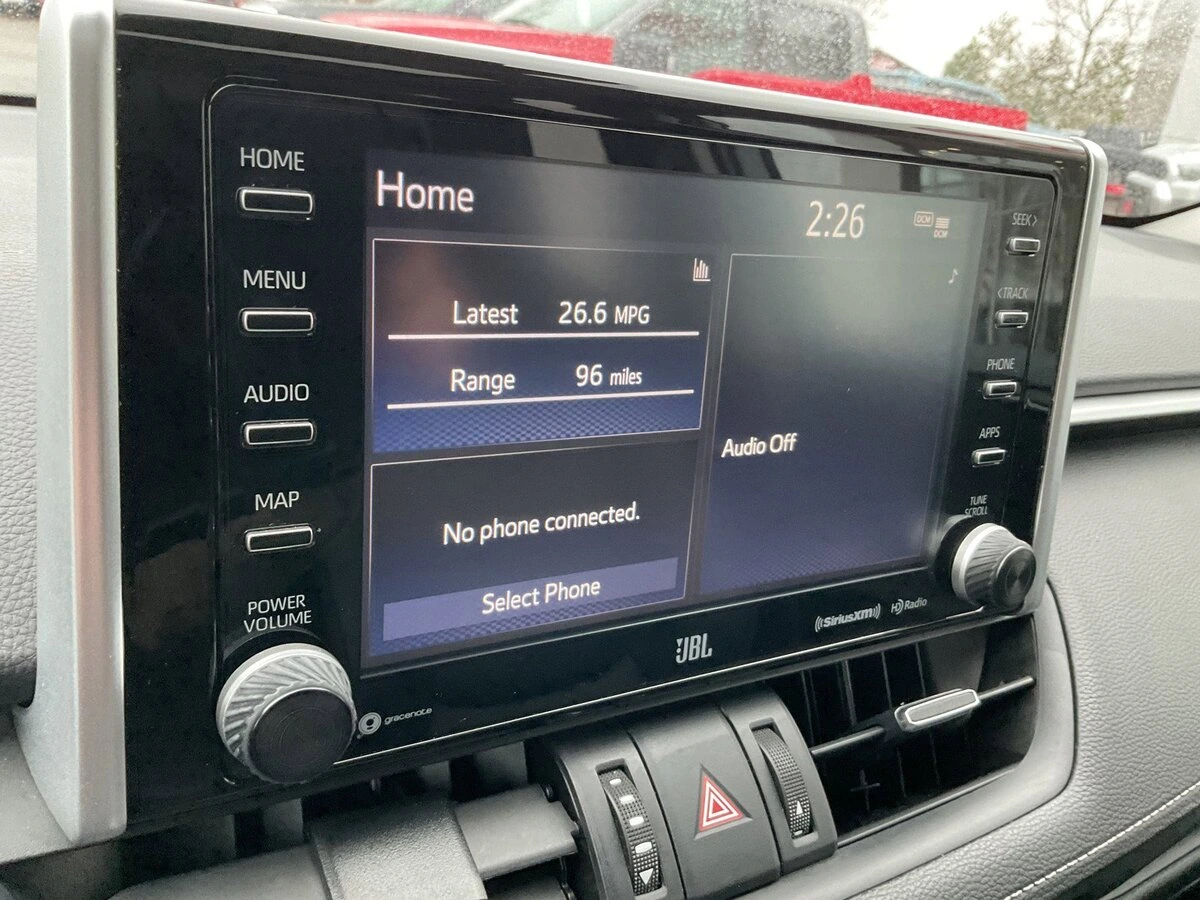 HOME
MENU
AUDIO
MAP
POWER
VOLUME
Home
2:26
DCM
DCM
Latest 26.6 MPG
Range 96 miles
No phone connected.
Select Phone
Audio Off
SEEK >
< TRACK
PHONE
APPS
TUNE
SCROLL
gracenote
JBL
SiriusXM
HD Radio